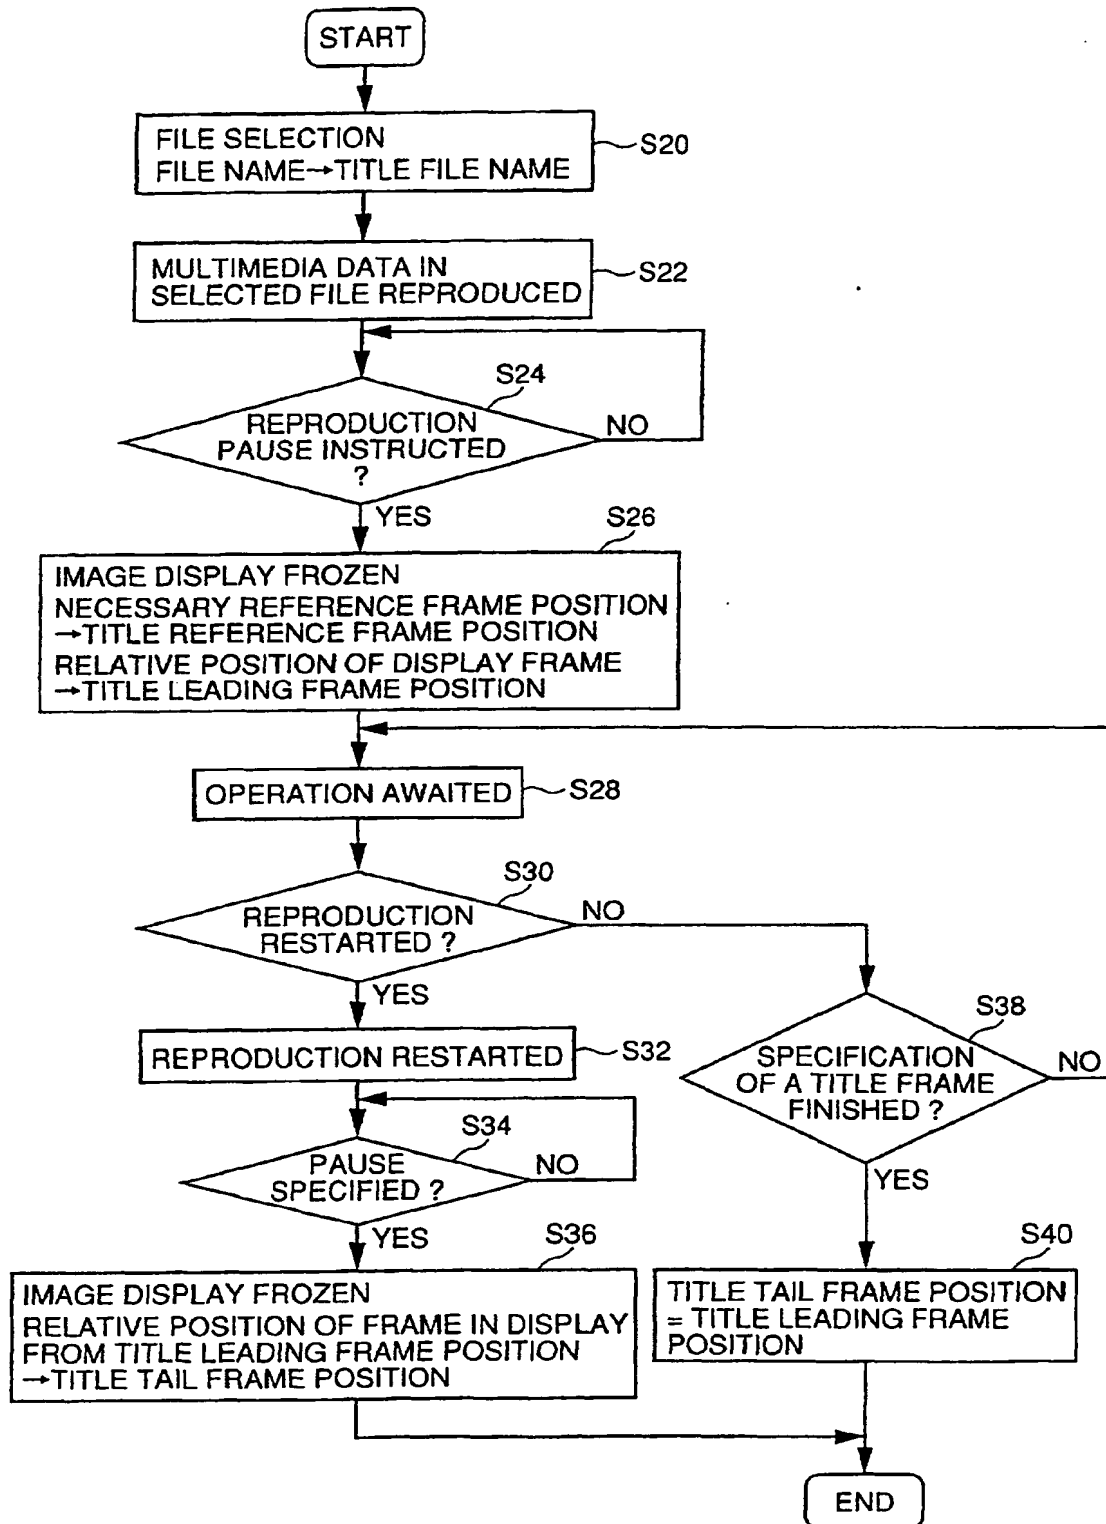 START
FILE SELECTION
FILE NAME→TITLE FILE NAME
S20
MULTIMEDIA DATA IN
SELECTED FILE REPRODUCED
S22
S24
REPRODUCTION
PAUSE INSTRUCTED
?
NO
YES
S26
IMAGE DISPLAY FROZEN
NECESSARY REFERENCE FRAME POSITION
→TITLE REFERENCE FRAME POSITION
RELATIVE POSITION OF DISPLAY FRAME
→TITLE LEADING FRAME POSITION
OPERATION AWAITED
S28
S30
REPRODUCTION
RESTARTED ?
NO
YES
REPRODUCTION RESTARTED
S32
S34
PAUSE
SPECIFIED ?
NO
YES
S36
IMAGE DISPLAY FROZEN
RELATIVE POSITION OF FRAME IN DISPLAY
FROM TITLE LEADING FRAME POSITION
→TITLE TAIL FRAME POSITION
S38
SPECIFICATION
OF A TITLE FRAME
FINISHED ?
NO
YES
S40
TITLE TAIL FRAME POSITION
= TITLE LEADING FRAME
POSITION
END